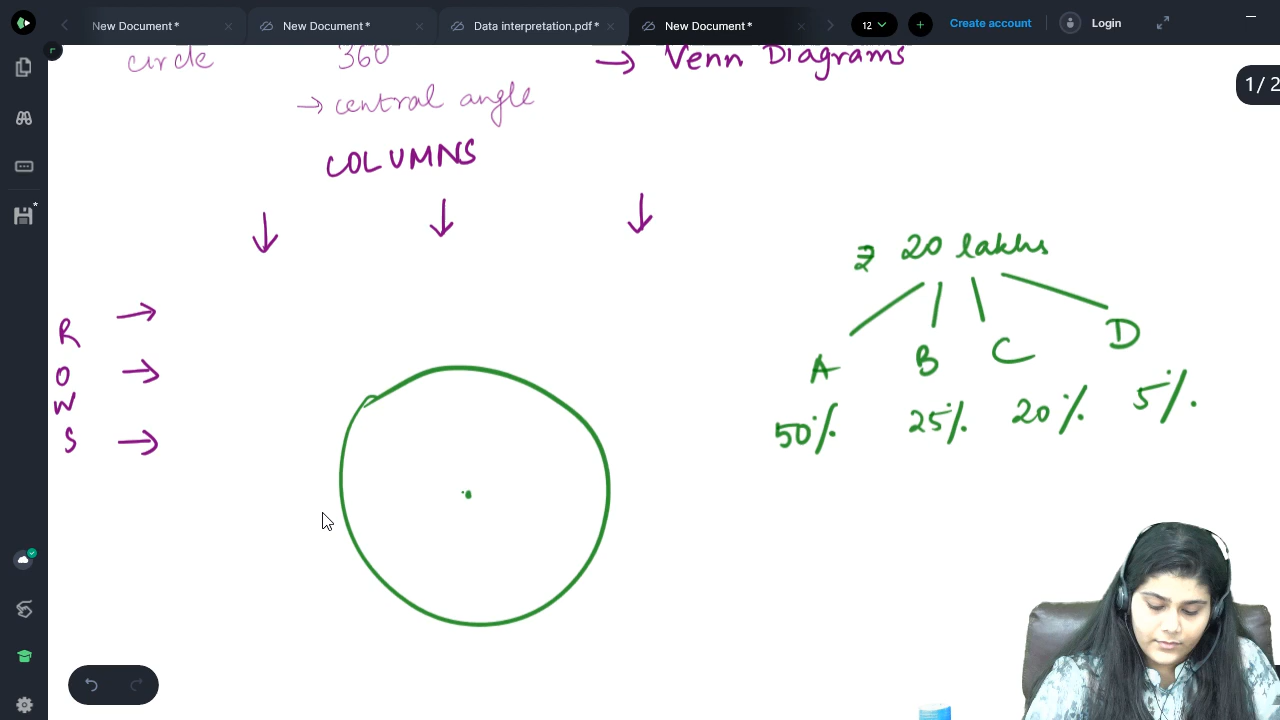 New Document*
New Document*
Data interpretation.pdf*
New Document*
12
Create account
Login
circle 360 → Venn Diagrams
→ central angle
1 / 2
COLUMNS
↓ ↓ ↓
₹ 20 lakhs
R →
O →
W
S →
A B C D
50% 25% 20% 5%